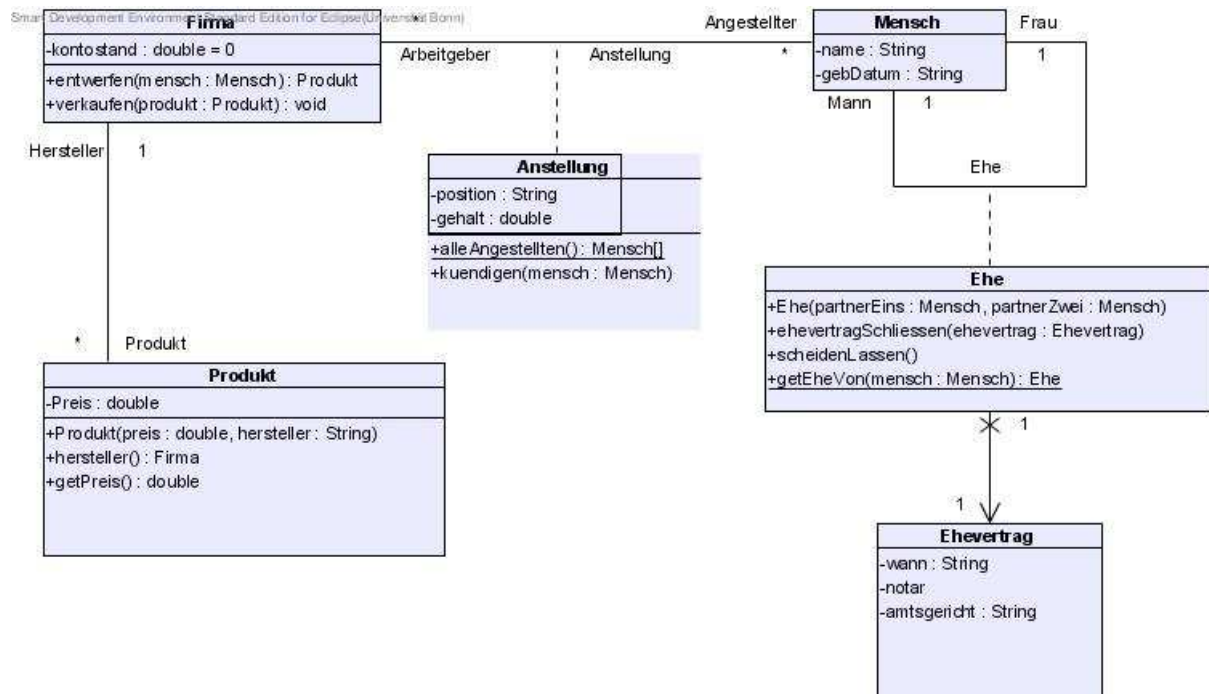 Smart Development Environment Standard Edition for Eclipse(Universität Bonn)
Firma
-kontostand : double = 0
+entwerfen(mensch : Mensch) : Produkt
+verkaufen(produkt : Produkt) : void
*
Arbeitgeber
Anstellung
Angestellter
*
Mensch
-name : String
-gebDatum : String
Frau
1
Mann
1
Ehe
Hersteller
1
Anstellung
-position : String
-gehalt : double
+alleAngestellten() : Mensch[]
+kuendigen(mensch : Mensch)
Ehe
+Ehe(partnerEins : Mensch, partnerZwei : Mensch)
+ehevertragSchliessen(ehevertrag : Ehevertrag)
+scheidenLassen()
+getEheVon(mensch : Mensch) : Ehe
*
Produkt
Produkt
-Preis : double
+Produkt(preis : double, hersteller : String)
+hersteller() : Firma
+getPreis() : double
1
1
Ehevertrag
-wann : String
-notar
-amtsgericht : String